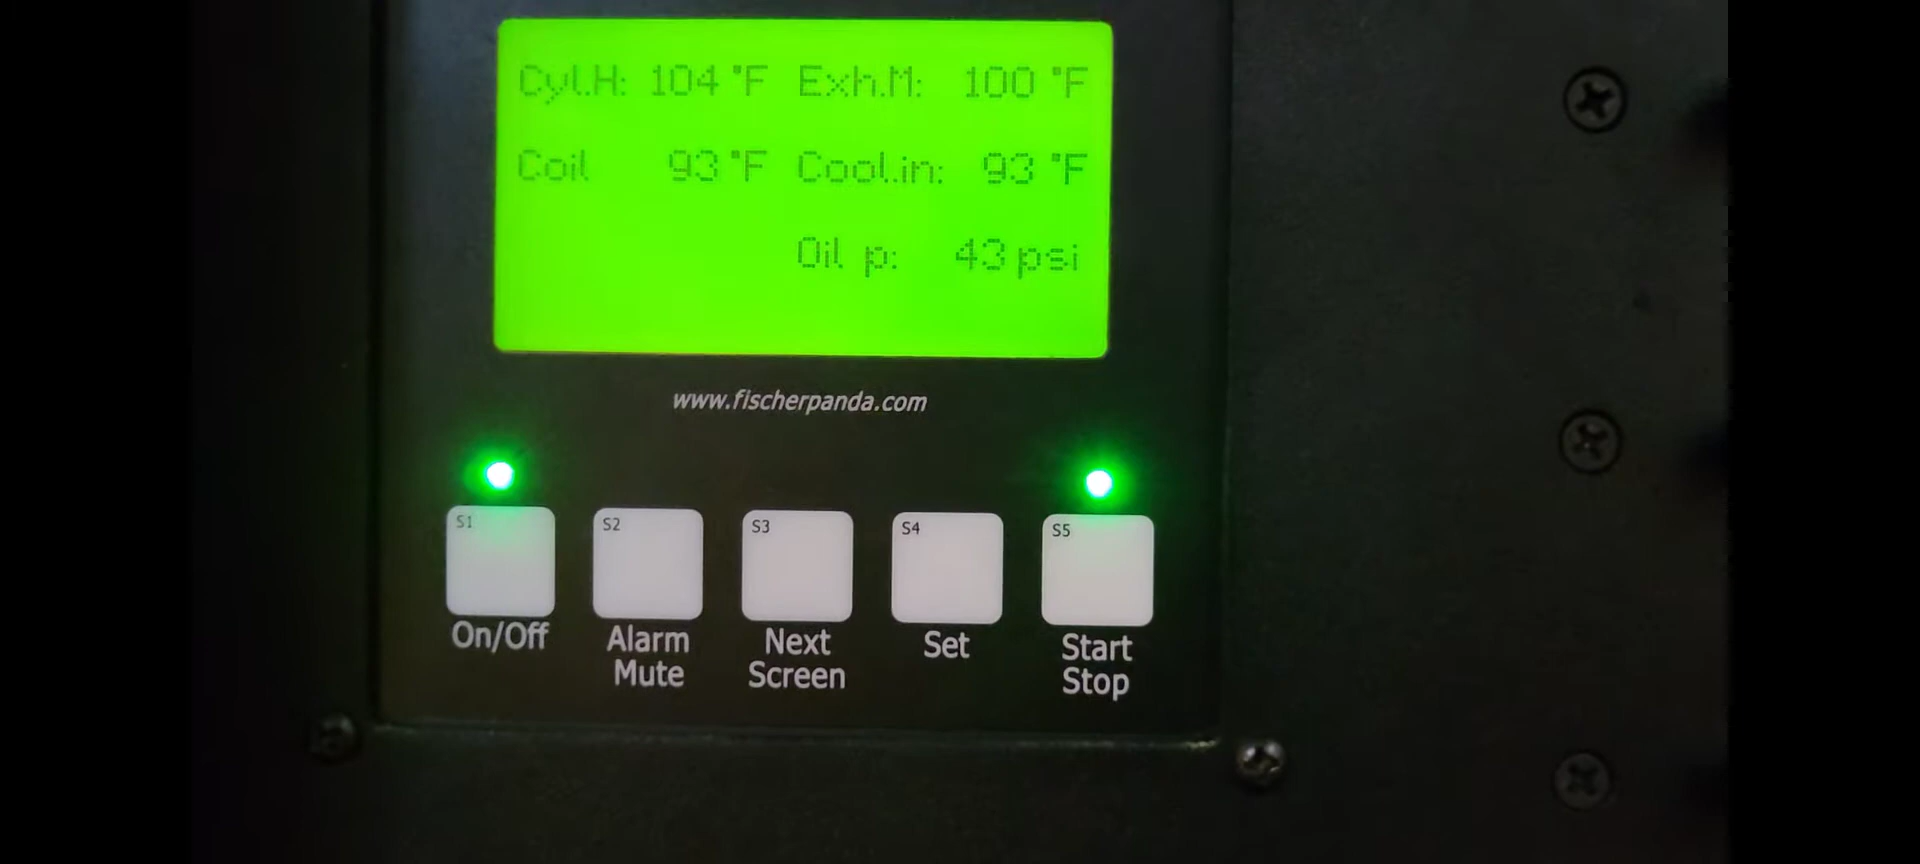 Cyl.H: 104 °F Exh.M: 100 °F
Coil 93 °F Cool.in: 93 °F
Oil p: 43 psi
www.fischerpanda.com
S1 S2 S3 S4 S5
On/Off Alarm Mute Next Screen Set Start Stop